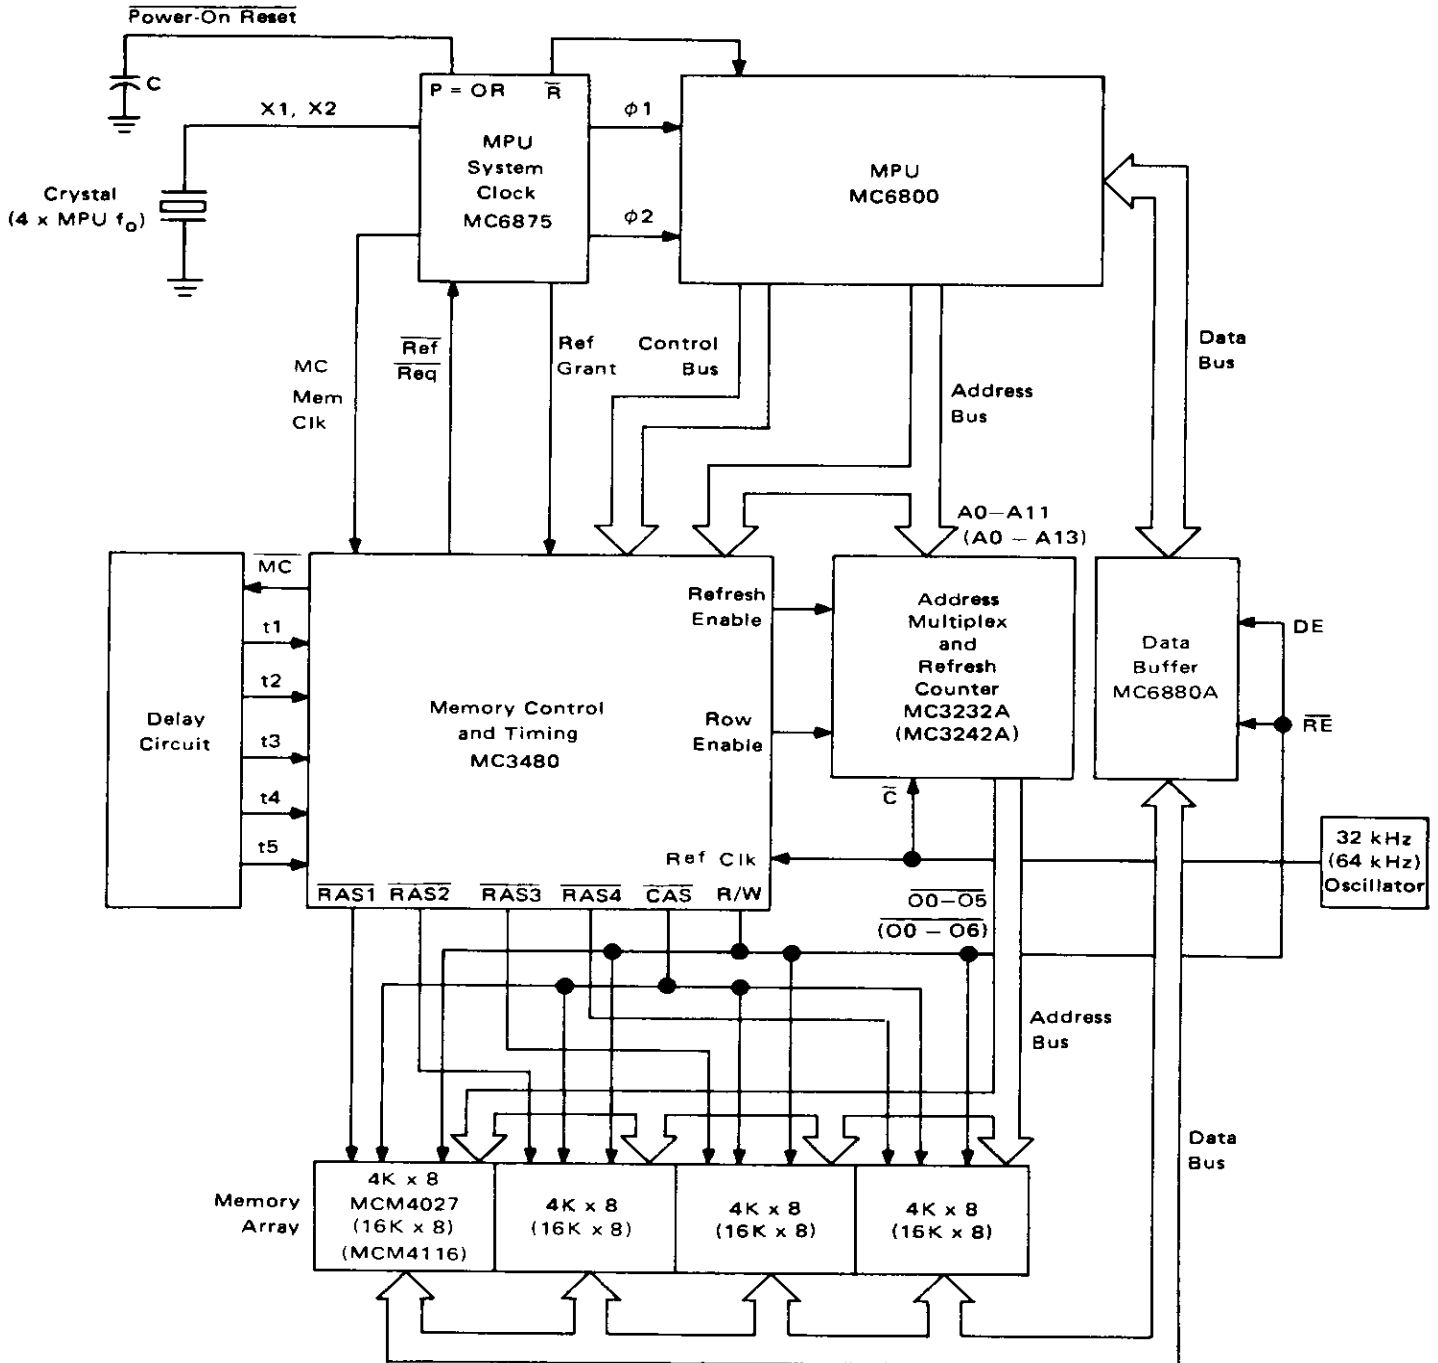 Power-On Reset
C
P = OR R
X1, X2
MPU
System
Clock
MC6875
ϕ1
ϕ2
MPU
MC6800
Crystal
(4 x MPU fo)
MC
Mem
Clk
Ref
Req
Ref
Grant
Control
Bus
Address
Bus
Data
Bus
A0–A11
(A0 – A13)
MC
t1
t2
t3
t4
t5
Delay
Circuit
Memory Control
and Timing
MC3480
Refresh
Enable
Row
Enable
Ref Clk
RAS1 RAS2 RAS3 RAS4 CAS R/W
Address
Multiplex
and
Refresh
Counter
MC3232A
(MC3242A)
C
Data
Buffer
MC6880A
DE
RE
32 kHz
(64 kHz)
Oscillator
O0–O5
(O0 – O6)
Address
Bus
Data
Bus
Memory
Array
4K x 8
MCM4027
(16K x 8)
(MCM4116)
4K x 8
(16K x 8)
4K x 8
(16K x 8)
4K x 8
(16K x 8)